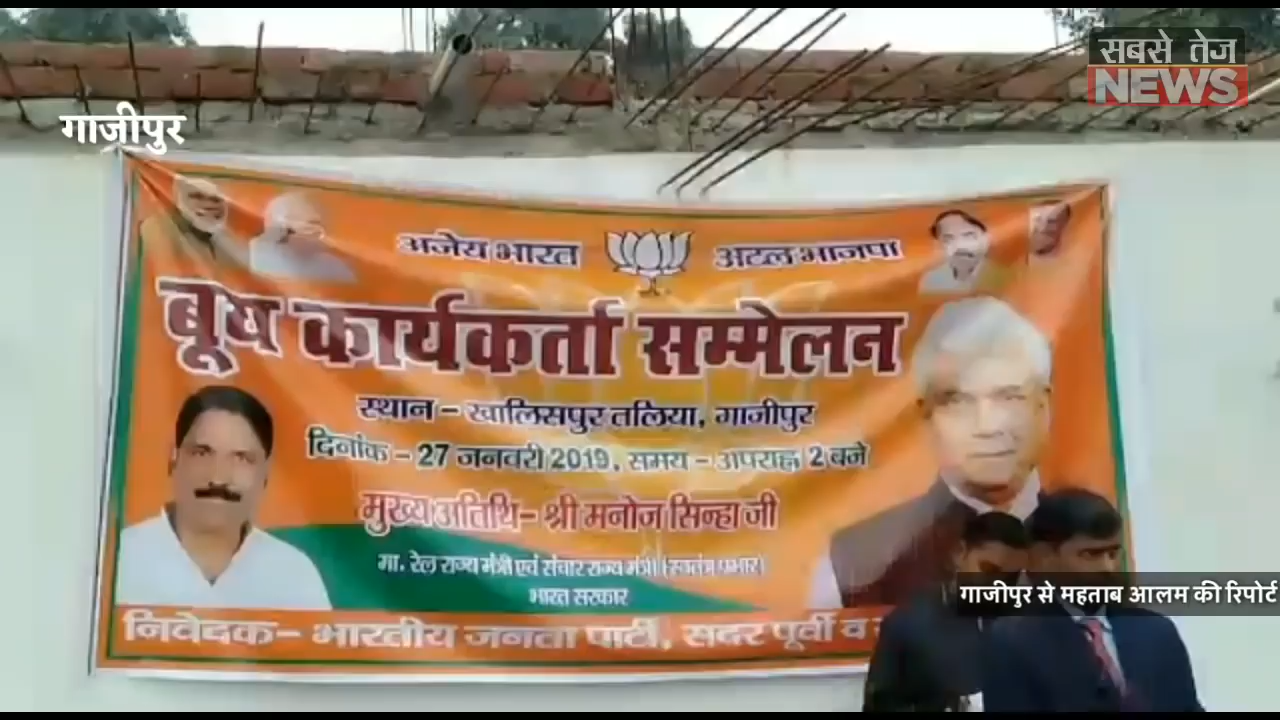 सबसे तेज
NEWS
गाजीपुर
अजेय भारत अटल भाजपा
बूथ कार्यकर्ता सम्मेलन
स्थान - खालिसपुर तलिया, गाजीपुर
दिनांक - 27 जनवरी 2019, समय - अपराह्न 2 बजे
मुख्य अतिथि - श्री मनोज सिन्हा जी
मा. रेल राज्य मंत्री एवं संचार राज्य मंत्री (स्वतंत्र प्रभार)
भारत सरकार
गाजीपुर से महताब आलम की रिपोर्ट
निवेदक - भारतीय जनता पार्टी, सदर पूर्वी व